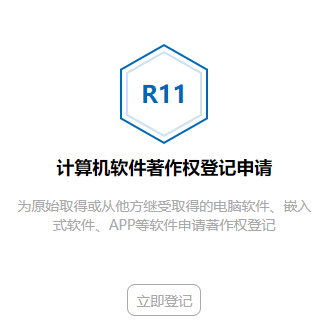 R11
计算机软件著作权登记申请
为原始取得或从他方继受取得的电脑软件、嵌入
式软件、APP等软件申请著作权登记
立即登记